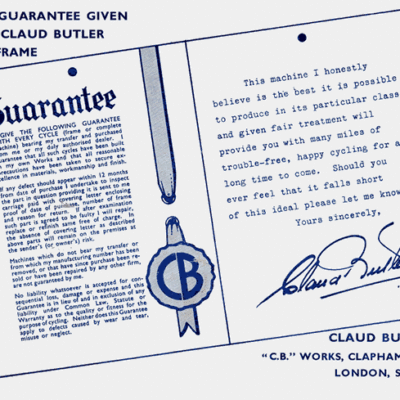 GUARANTEE GIVEN
CLAUD BUTLER
FRAME
Guarantee
GIVE THE FOLLOWING GUARANTEE
WITH EVERY CYCLE (frame or complete
machine) bearing my transfer and purchased
from me or my duly authorised dealer. I
guarantee that all such cycles have been built
my own Works and that so reasonable
precaution has been taken to secure
excellence in materials, workmanship and finish.
If any defect should appear within 12 months
from date of purchase I undertake to inspect
the part in question providing it is sent to me
carriage paid with covering letter enclosing
proof of date of purchase, number of frame
and reason for return. If after examination
such part is agreed to be faulty I will repair
replace or refinish same free of charge. In
the absence of covering letter as described
above parts will remain on the premises at
the sender's (or owner's) risk.
Machines which do not bear my transfer or
from which my manufacturing number has been
removed, or that have since purchase been re-
sold or have been repaired by any other firm,
are not guaranteed by me.
No liability whatsoever is accepted for con-
sequential loss, damage or expense and this
Guarantee is in lieu of and in exclusion of any
liability under Common Law, Statute or
Warranty as to the quality or fitness for the
purpose of cycling. Neither does this Guarantee
apply to defects caused by wear and tear,
misuse or neglect.
CB
This machine I honestly
believe is the best it is possible
to produce in its particular class
and given fair treatment will
provide you with many miles of
trouble-free, happy cycling for a
long time to come. Should you
ever feel that it falls short
of this ideal please let me know
Yours sincerely,
Claud Butler
CLAUD BU
"C.B." WORKS, CLAPHAM
LONDON, S